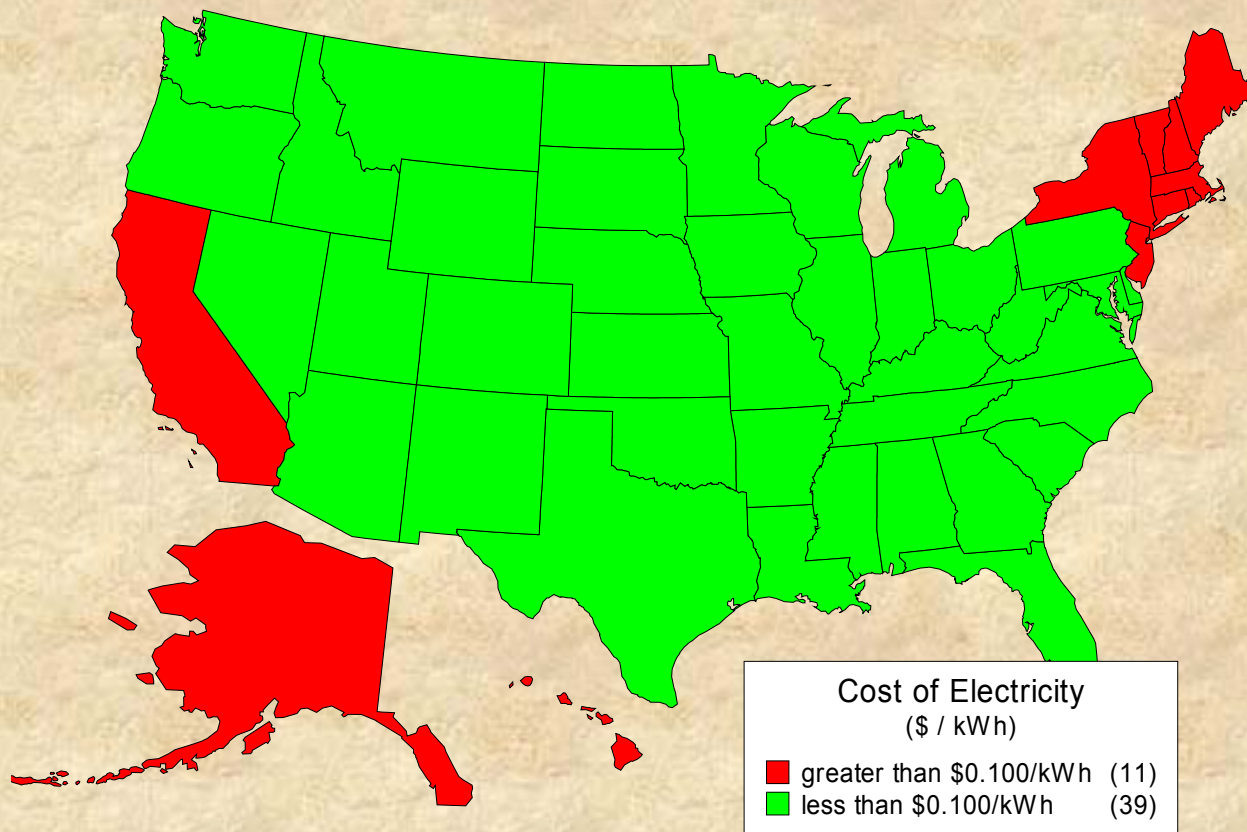 Cost of Electricity
($ / kWh)
greater than $0.100/kWh (11)
less than $0.100/kWh (39)